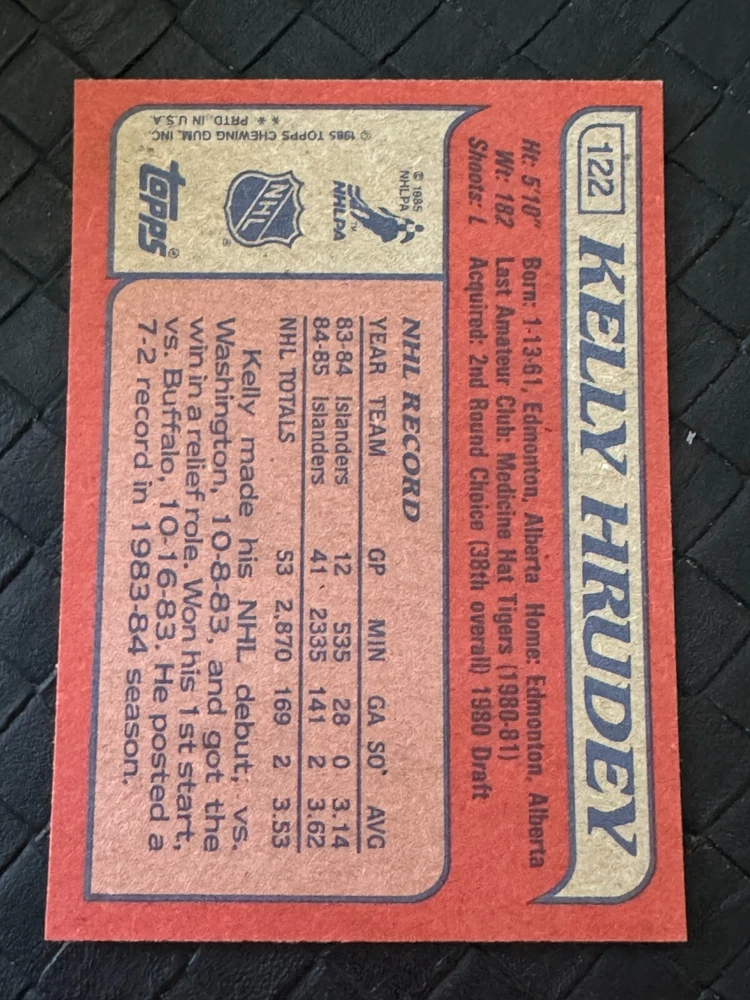 122 KELLY HRUDEY
Ht: 5'10" Born: 1-13-61, Edmonton, Alberta Home: Edmonton, Alberta
Wt: 182 Last Amateur Club: Medicine Hat Tigers (1980-81)
Shoots: L Acquired: 2nd Round Choice (38th overall) 1980 Draft
© 1985
NHLPA
NHLPA
TM
NHL
®
topps
®
© 1985 TOPPS CHEWING GUM, INC.
* * PRTD. IN U.S.A.
NHL RECORD
YEAR TEAM GP MIN GA SO AVG
83-84 Islanders 12 535 28 0 3.14
84-85 Islanders 41 2335 141 2 3.62
NHL TOTALS 53 2,870 169 2 3.53
Kelly made his NHL debut, vs.
Washington, 10-8-83, and got the
win in a relief role. Won his 1st start,
vs. Buffalo, 10-16-83. He posted a
7-2 record in 1983-84 season.